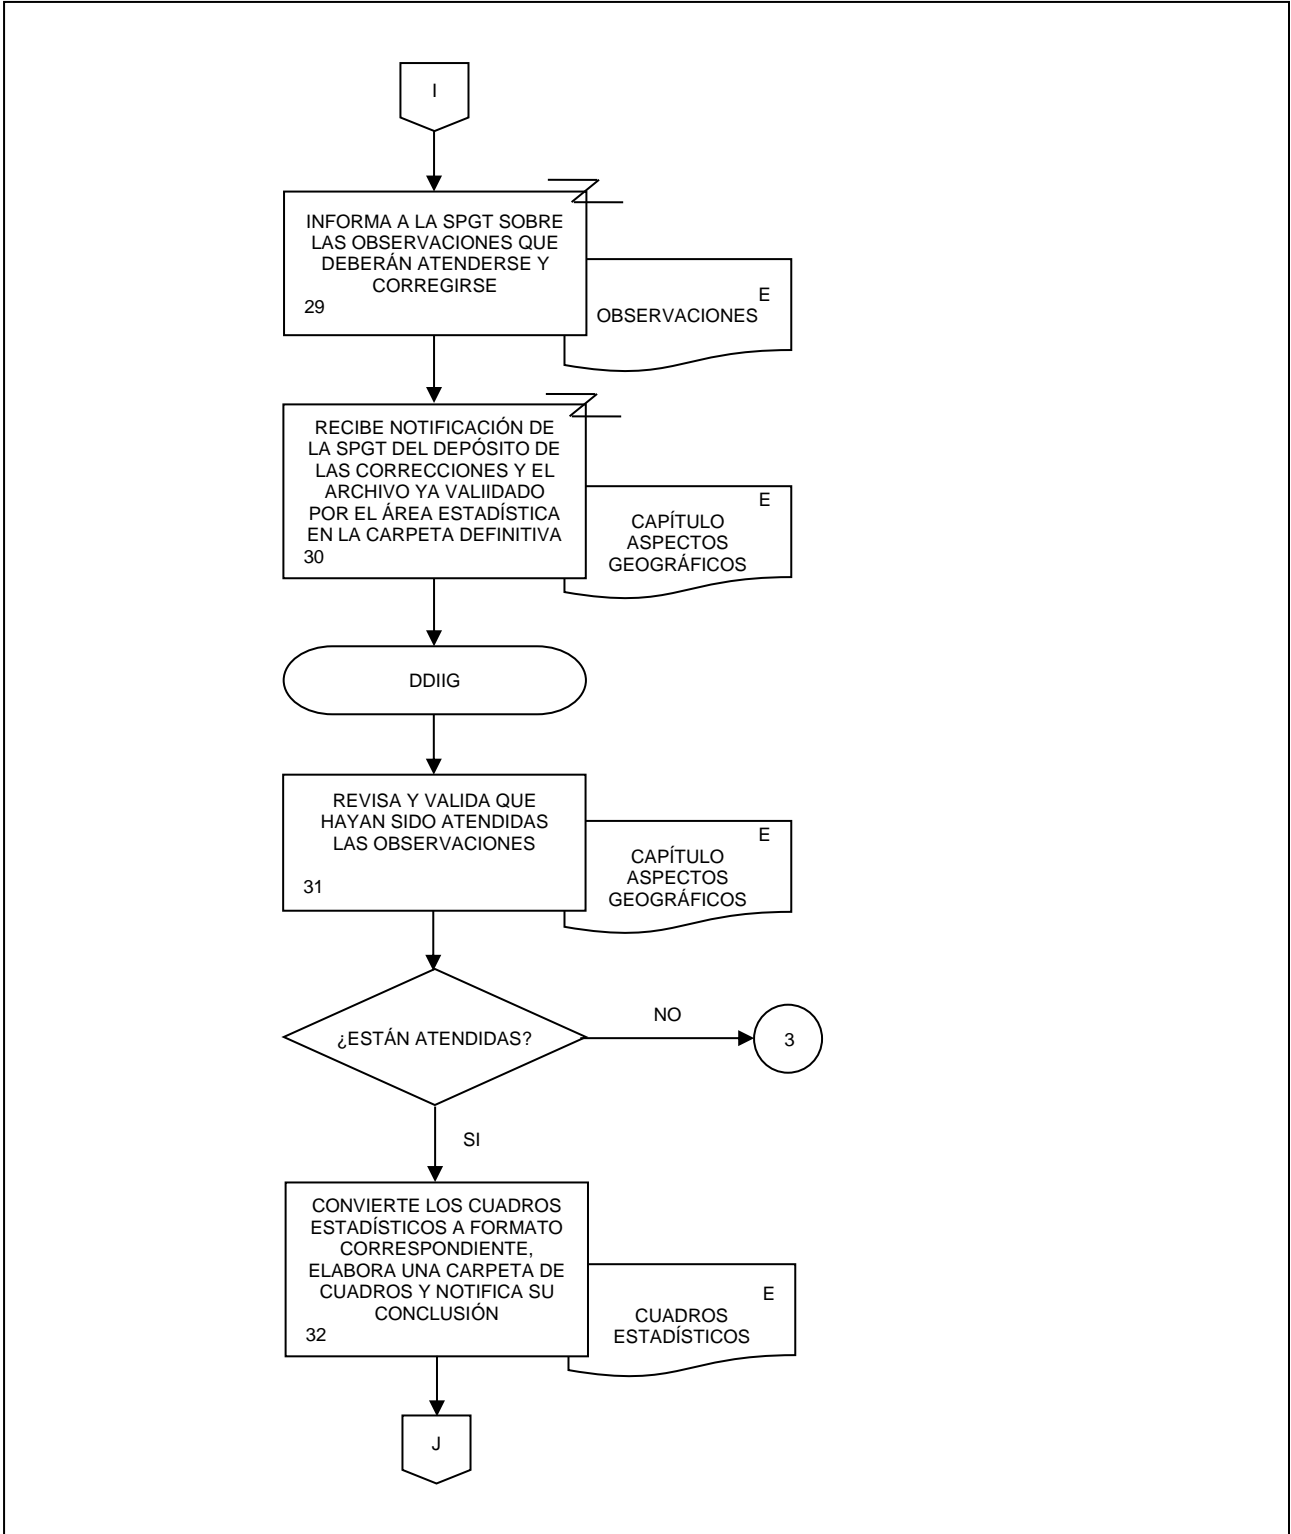 I
INFORMA A LA SPGT SOBRE
LAS OBSERVACIONES QUE
DEBERÁN ATENDERSE Y
CORREGIRSE
29
E
OBSERVACIONES
RECIBE NOTIFICACIÓN DE
LA SPGT DEL DEPÓSITO DE
LAS CORRECCIONES Y EL
ARCHIVO YA VALIIDADO
POR EL ÁREA ESTADÍSTICA
EN LA CARPETA DEFINITIVA
30
E
CAPÍTULO
ASPECTOS
GEOGRÁFICOS
DDIIG
REVISA Y VALIDA QUE
HAYAN SIDO ATENDIDAS
LAS OBSERVACIONES
31
E
CAPÍTULO
ASPECTOS
GEOGRÁFICOS
¿ESTÁN ATENDIDAS?
NO
3
SI
CONVIERTE LOS CUADROS
ESTADÍSTICOS A FORMATO
CORRESPONDIENTE,
ELABORA UNA CARPETA DE
CUADROS Y NOTIFICA SU
CONCLUSIÓN
32
E
CUADROS
ESTADÍSTICOS
J